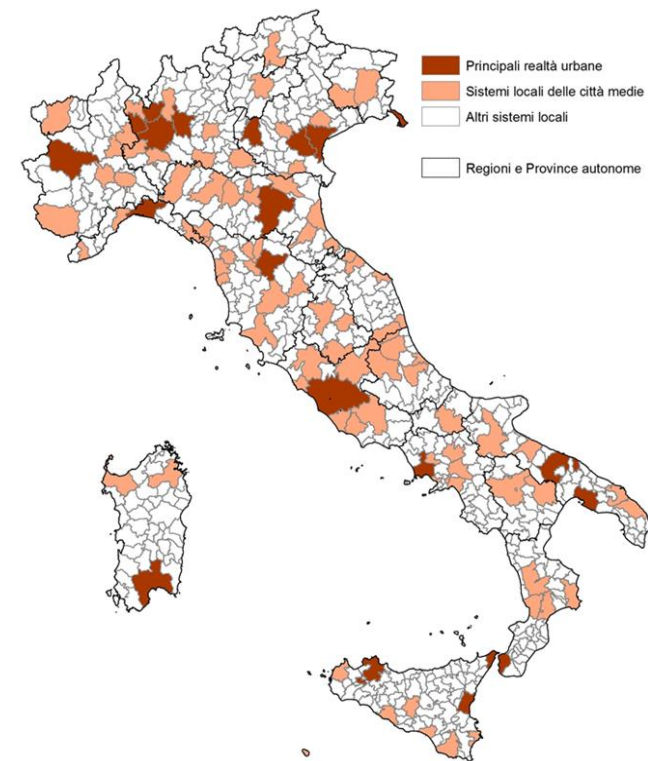 Principali realtà urbane
Sistemi locali delle città medie
Altri sistemi locali
Regioni e Province autonome